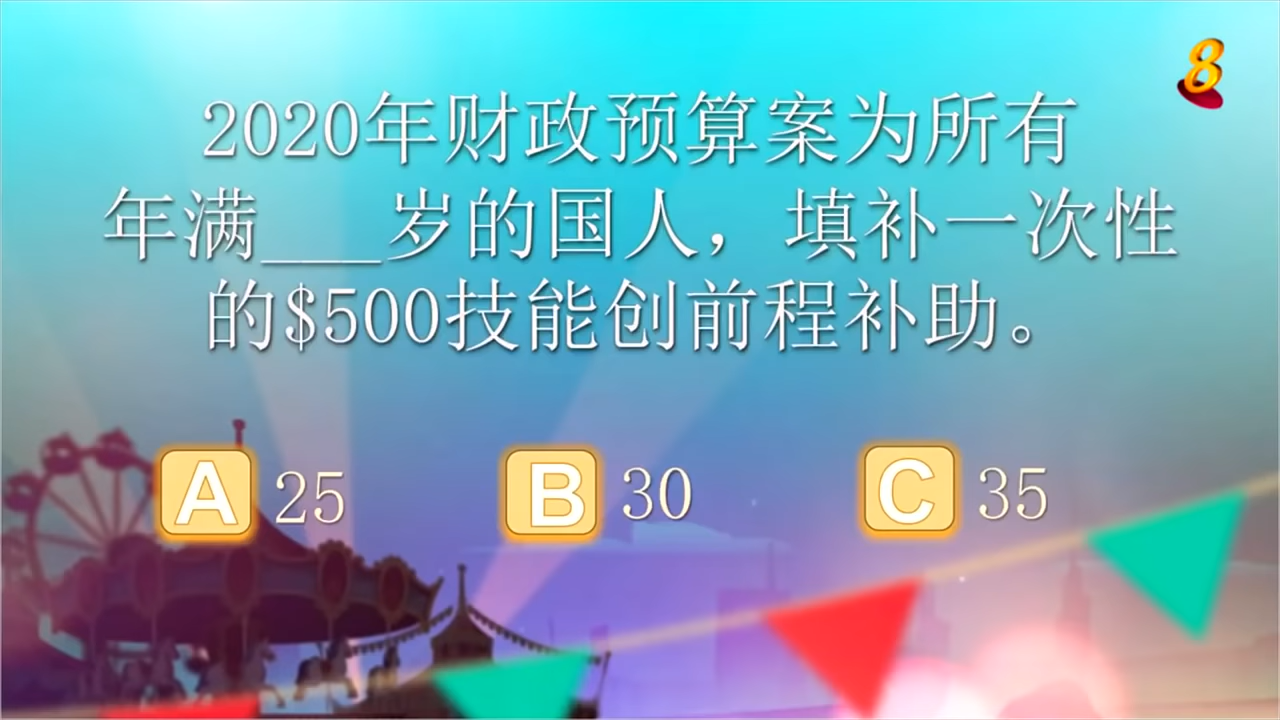 8
2020年财政预算案为所有
年满___岁的国人，填补一次性
的$500技能创前程补助。
A 25 B 30 C 35